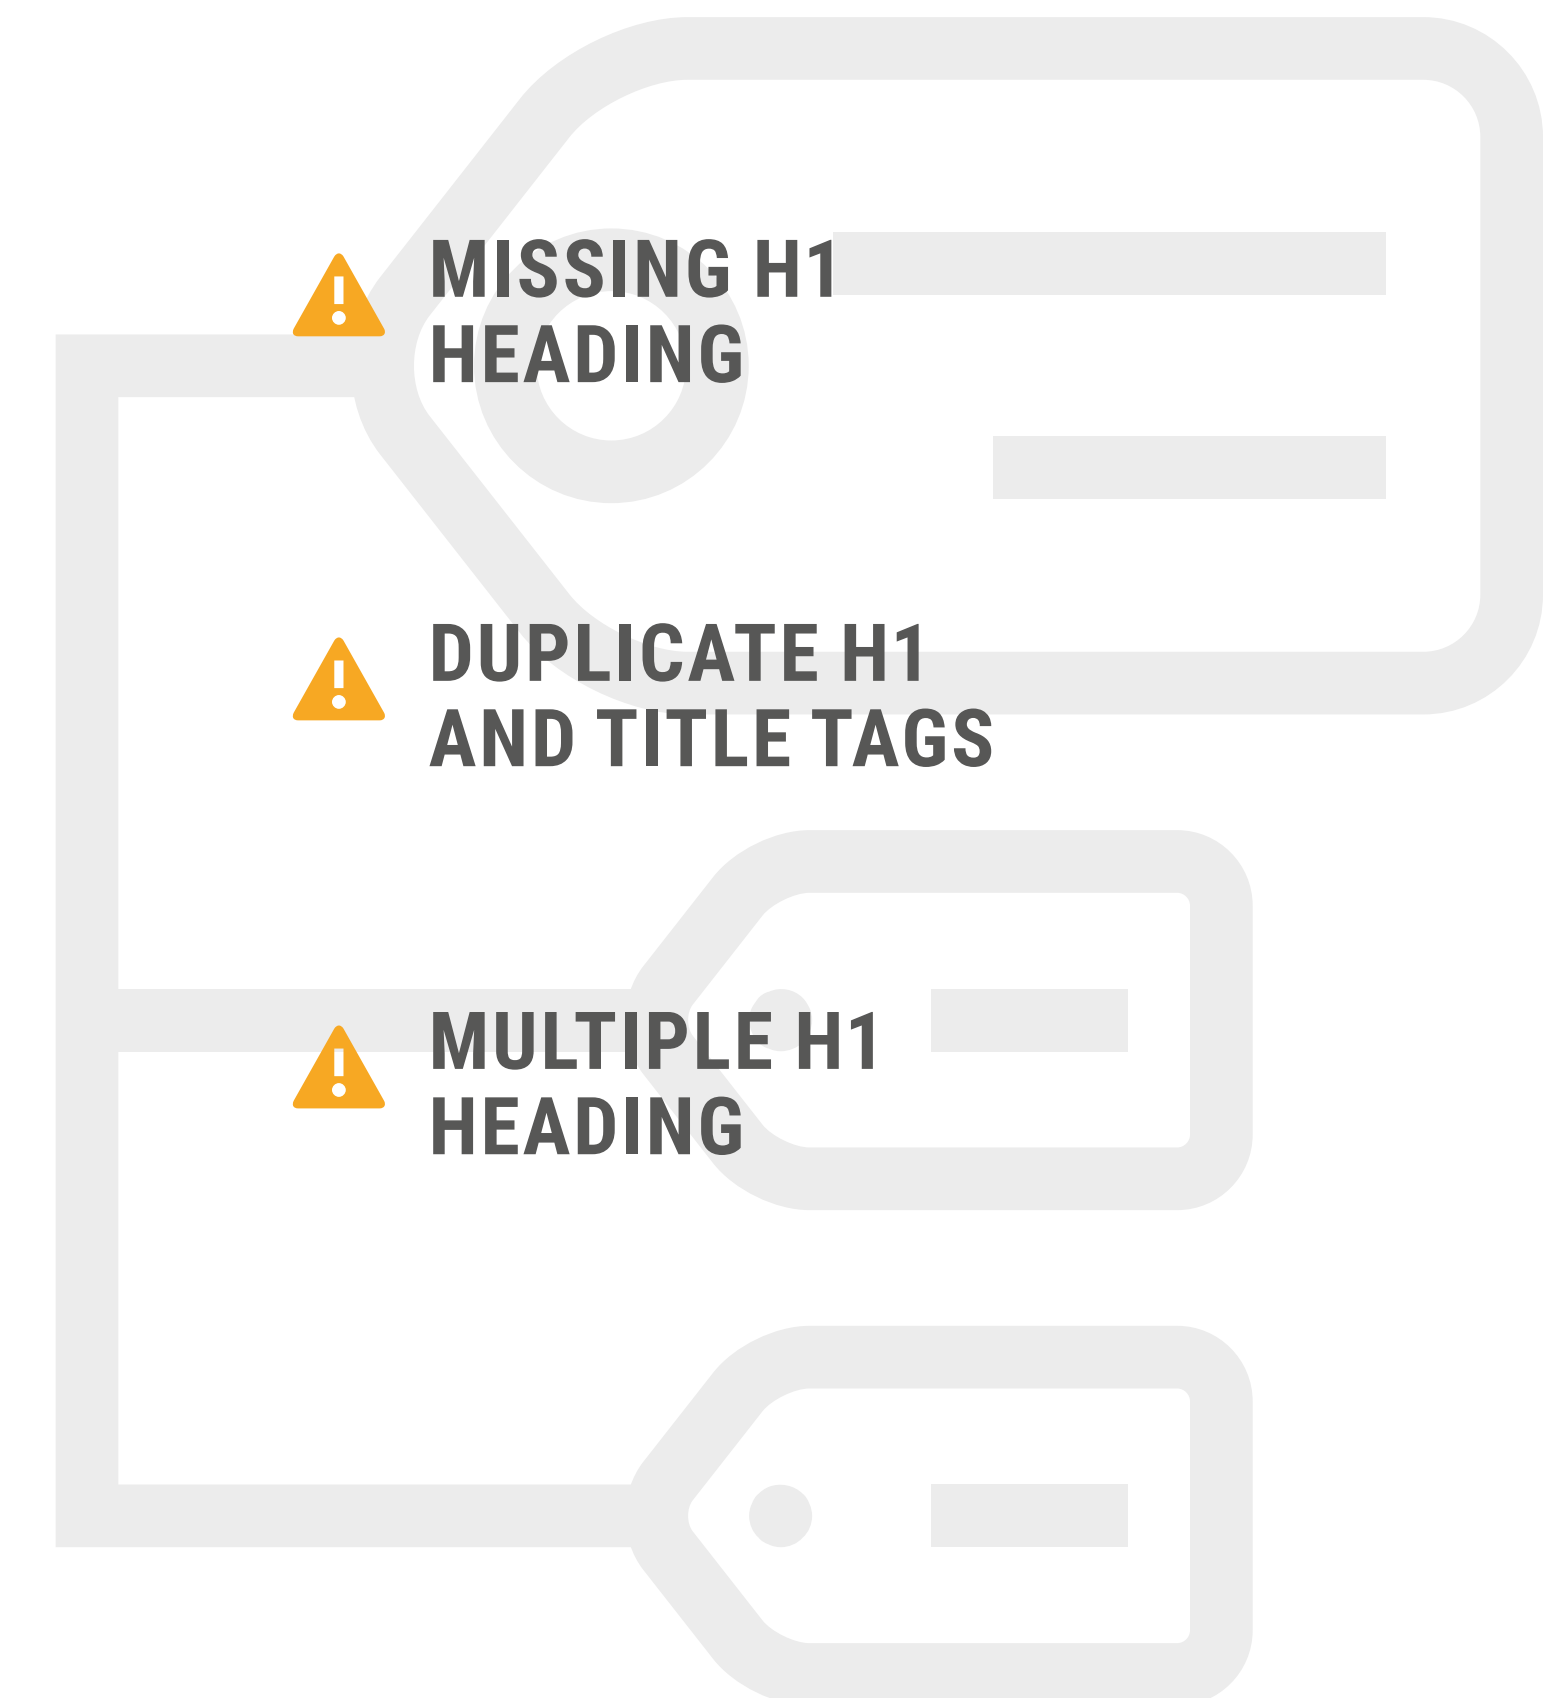 MISSING H1
HEADING
DUPLICATE H1
AND TITLE TAGS
MULTIPLE H1
HEADING